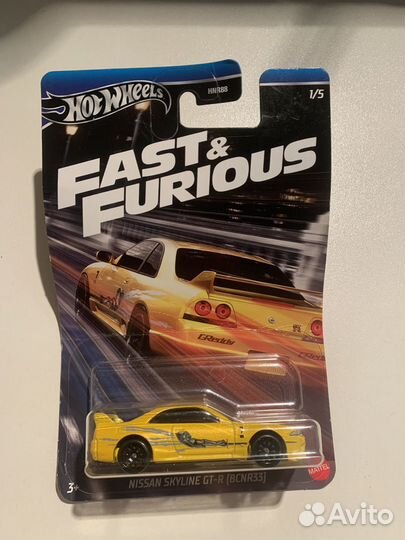 HNR88
1/5
Hot Wheels
FAST &
FURIOUS
GReddy
NISSAN SKYLINE GT-R (BCNR33)
3+
MATTEL
Avito